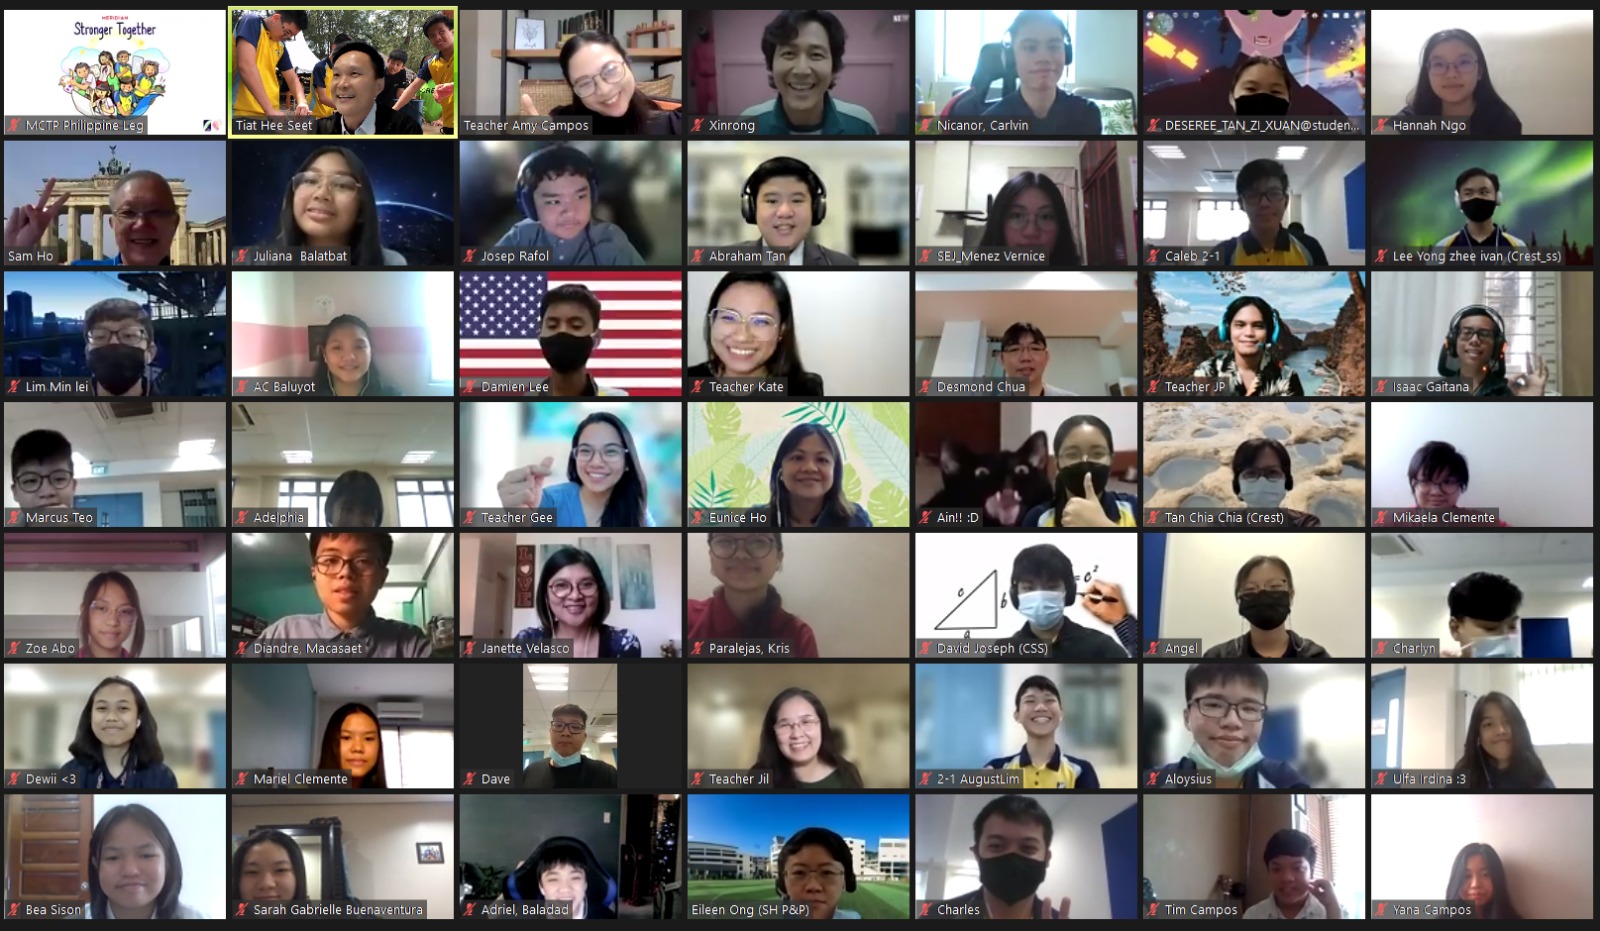 MERIDIAN
Stronger Together
MCTP Philippine Leg
Tiat Hee Seet
Teacher Amy Campos
Xinrong
Nicanor, Carlvin
DESEREE_TAN_ZI_XUAN@studen...
Hannah Ngo
Sam Ho
Juliana Balatbat
Josep Rafol
Abraham Tan
SEJ_Menez Vernice
Caleb 2-1
Lee Yong zhee ivan (Crest_ss)
Lim Min lei
AC Baluyot
Damien Lee
Teacher Kate
Desmond Chua
Teacher JP
Isaac Gaitana
Marcus Teo
Adelphia
Teacher Gee
Eunice Ho
Ain!! :D
Tan Chia Chia (Crest)
Mikaela Clemente
LOVE
c
b
a
= c²
Zoe Abo
Diandre, Macasaet
Janette Velasco
Paralejas, Kris
David Joseph (CSS)
Angel
Charlyn
Dewii <3
Mariel Clemente
Dave
Teacher Jil
2-1 AugustLim
Aloysius
Ulfa Irdina :3
Bea Sison
Sarah Gabrielle Buenaventura
Adriel, Baladad
Eileen Ong (SH P&P)
Charles
Tim Campos
Yana Campos